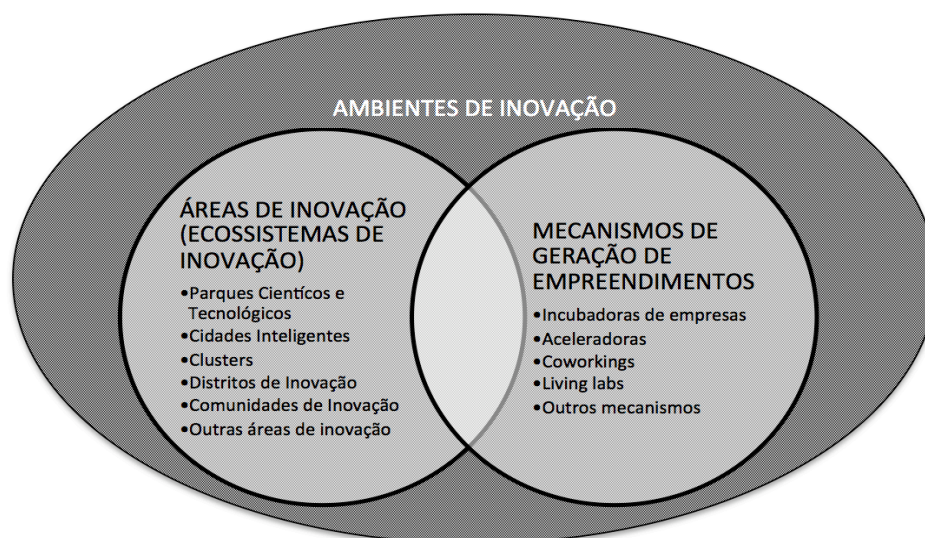 AMBIENTES DE INOVAÇÃO
ÁREAS DE INOVAÇÃO
(ECOSSISTEMAS DE
INOVAÇÃO)
•Parques Científicos e
Tecnológicos
•Cidades Inteligentes
•Clusters
•Distritos de Inovação
•Comunidades de Inovação
•Outras áreas de inovação
MECANISMOS DE
GERAÇÃO DE
EMPREENDIMENTOS
•Incubadoras de empresas
•Aceleradoras
•Coworkings
•Living labs
•Outros mecanismos